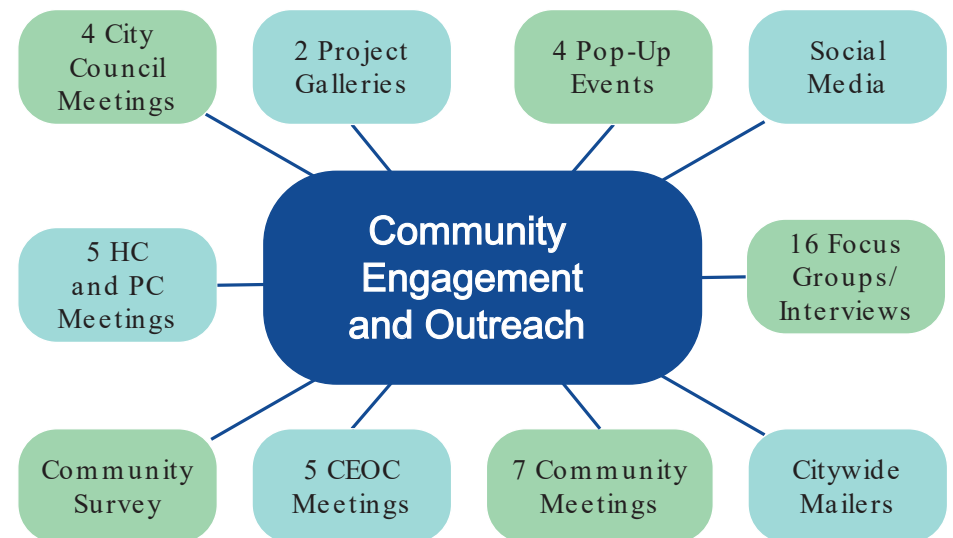 4 City
Council
Meetings
2 Project
Galleries
4 Pop-Up
Events
Social
Media
5 HC
and PC
Meetings
Community
Engagement
and Outreach
16 Focus
Groups/
Interviews
Community
Survey
5 CEOC
Meetings
7 Community
Meetings
Citywide
Mailers